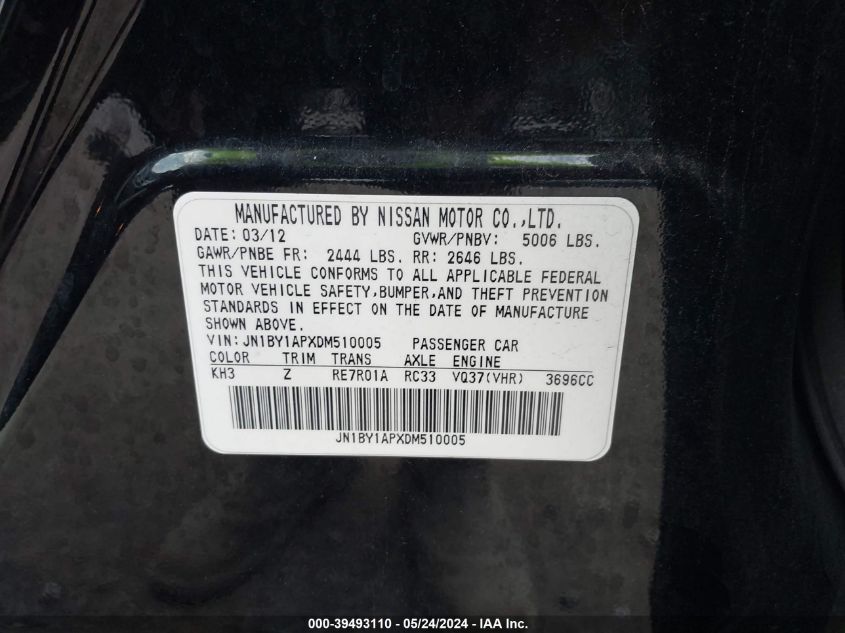 MANUFACTURED BY NISSAN MOTOR CO.,LTD.
DATE: 03/12 GVWR/PNBV: 5006 LBS.
GAWR/PNBE FR: 2444 LBS. RR: 2646 LBS.
THIS VEHICLE CONFORMS TO ALL APPLICABLE FEDERAL
MOTOR VEHICLE SAFETY,BUMPER,AND THEFT PREVENTION
STANDARDS IN EFFECT ON THE DATE OF MANUFACTURE
SHOWN ABOVE.
VIN: JN1BY1APXDM510005 PASSENGER CAR
COLOR TRIM TRANS AXLE ENGINE
KH3 Z RE7R01A RC33 VQ37(VHR) 3696CC
JN1BY1APXDM510005
000-39493110 - 05/24/2024 - IAA Inc.